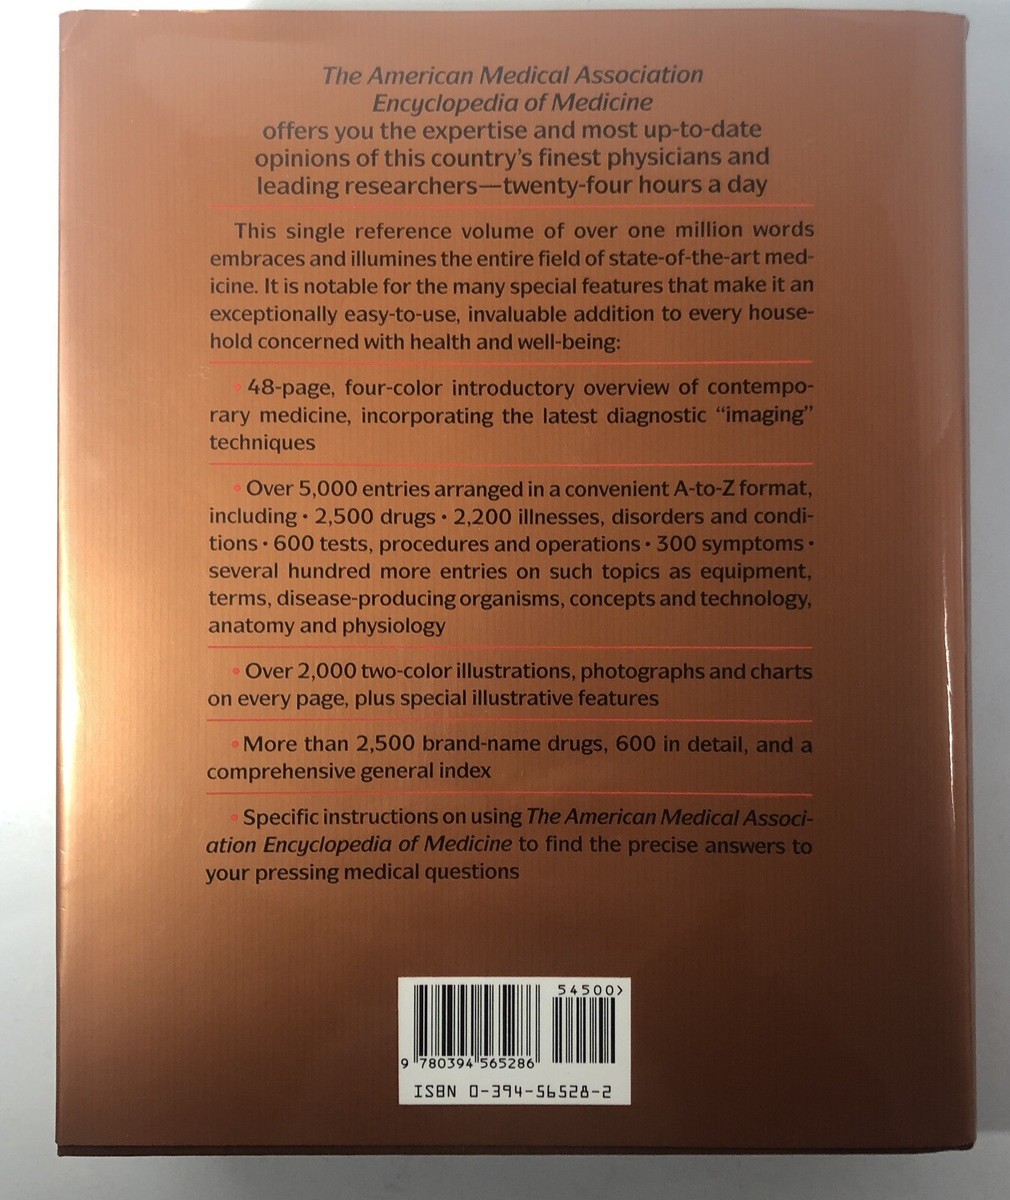 The American Medical Association
Encyclopedia of Medicine
offers you the expertise and most up-to-date
opinions of this country's finest physicians and
leading researchers—twenty-four hours a day
This single reference volume of over one million words
embraces and illumines the entire field of state-of-the-art med-
icine. It is notable for the many special features that make it an
exceptionally easy-to-use, invaluable addition to every house-
hold concerned with health and well-being:
• 48-page, four-color introductory overview of contempo-
rary medicine, incorporating the latest diagnostic “imaging”
techniques
• Over 5,000 entries arranged in a convenient A-to-Z format,
including • 2,500 drugs • 2,200 illnesses, disorders and condi-
tions • 600 tests, procedures and operations • 300 symptoms •
several hundred more entries on such topics as equipment,
terms, disease-producing organisms, concepts and technology,
anatomy and physiology
• Over 2,000 two-color illustrations, photographs and charts
on every page, plus special illustrative features
• More than 2,500 brand-name drugs, 600 in detail, and a
comprehensive general index
• Specific instructions on using The American Medical Associ-
ation Encyclopedia of Medicine to find the precise answers to
your pressing medical questions
54500>
9 780394 565286
ISBN 0-394-56528-2